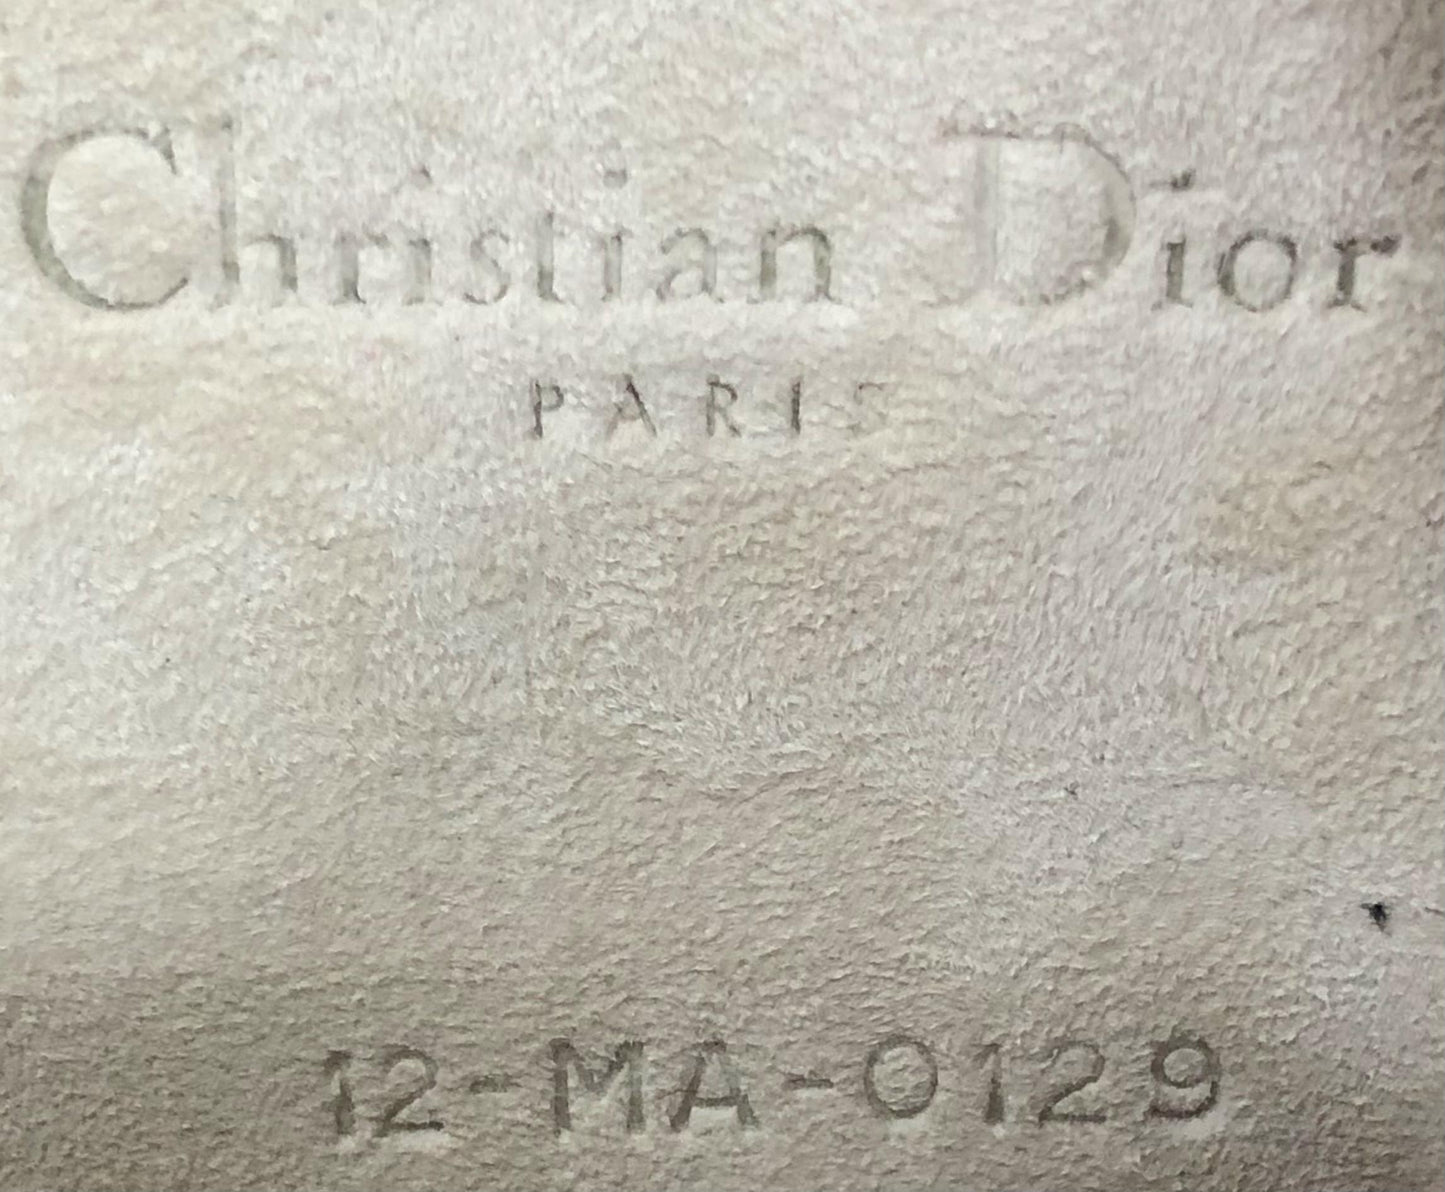 Christian Dior
PARIS
12-MA-0129